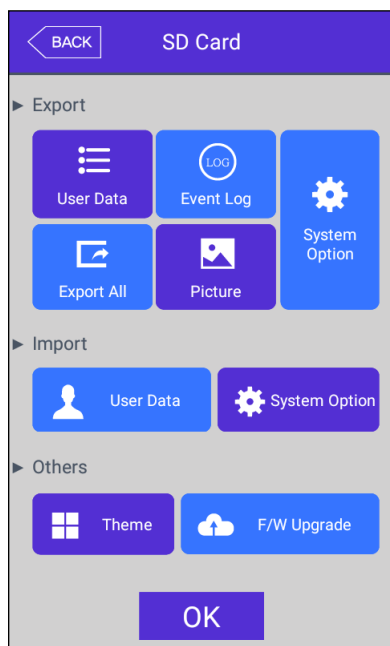 BACK
SD Card
Export
User Data
LOG
Event Log
System
Option
Export All
Picture
Import
User Data
System Option
Others
Theme
F/W Upgrade
OK